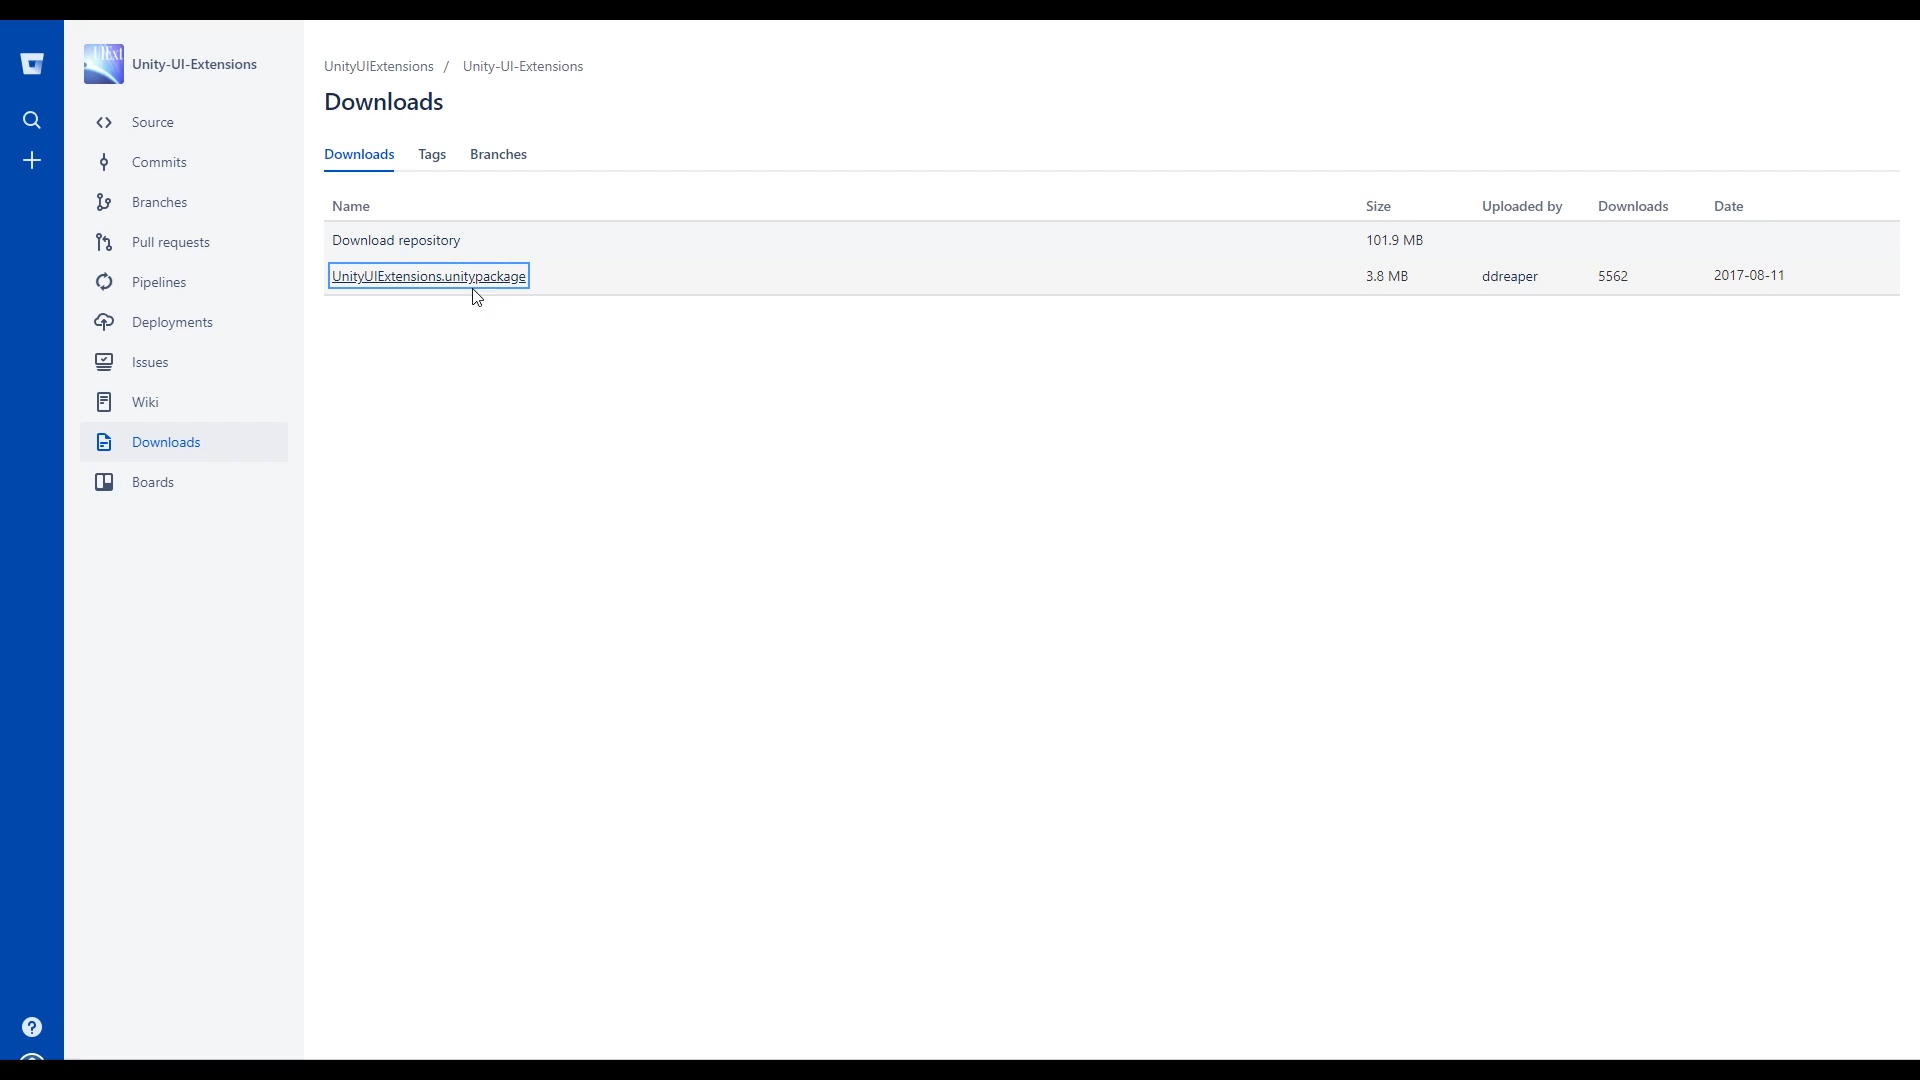 UIExt
Unity-UI-Extensions
Source
Commits
Branches
Pull requests
Pipelines
Deployments
Issues
Wiki
Downloads
Boards
UnityUIExtensions / Unity-UI-Extensions
Downloads
Downloads Tags Branches
Name Size Uploaded by Downloads Date
Download repository 101.9 MB
UnityUIExtensions.unitypackage 3.8 MB ddreaper 5562 2017-08-11